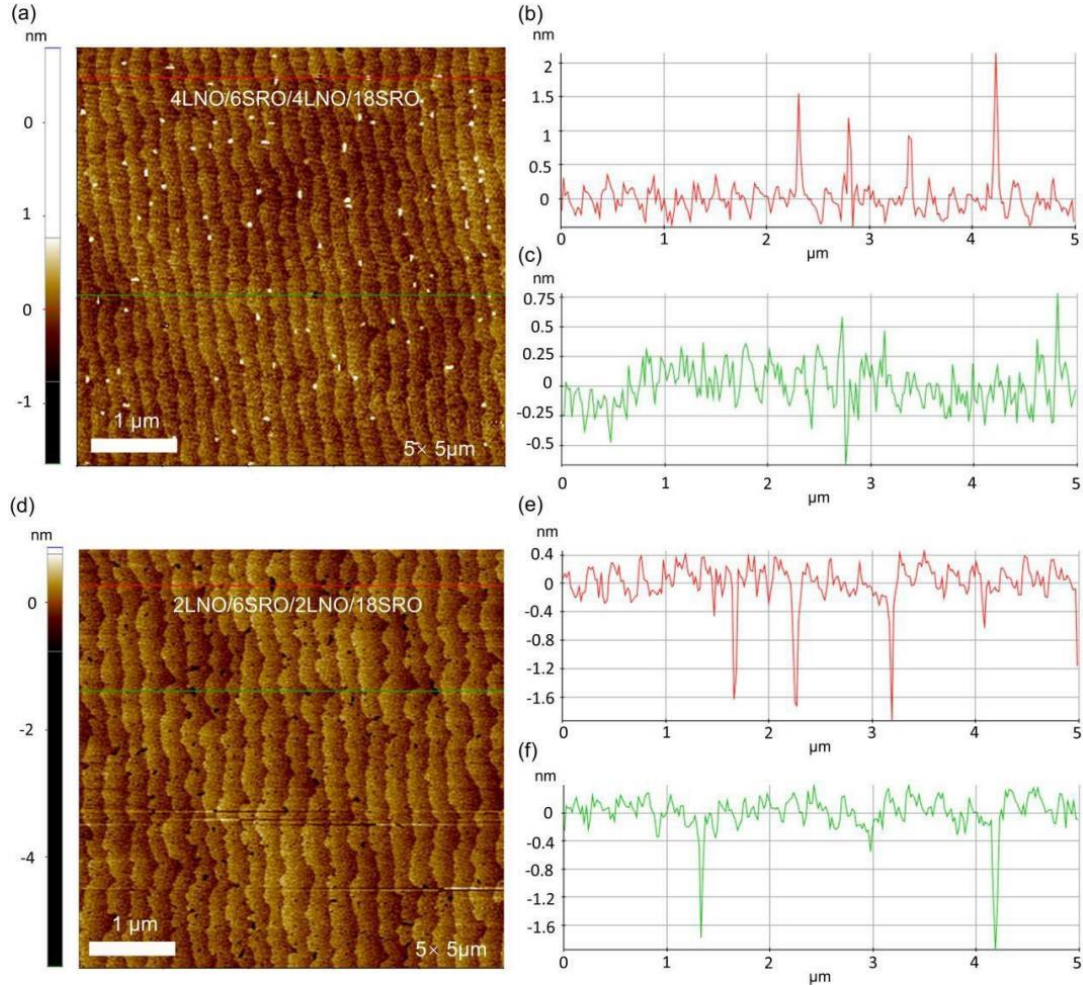 (a)
nm
0
1
0
-1
4LNO/6SRO/4LNO/18SRO
1 µm
5× 5µm
(b)
nm
2
1.5
1
0.5
0
0 1 2 3 4 5
µm
(c)
nm
0.75
0.5
0.25
0
-0.25
-0.5
0 1 2 3 4 5
µm
(d)
nm
0
-2
-4
2LNO/6SRO/2LNO/18SRO
1 µm
5× 5µm
(e)
nm
0.4
0
-0.4
-0.8
-1.2
-1.6
0 1 2 3 4 5
µm
(f)
nm
0
-0.4
-0.8
-1.2
-1.6
0 1 2 3 4 5
µm